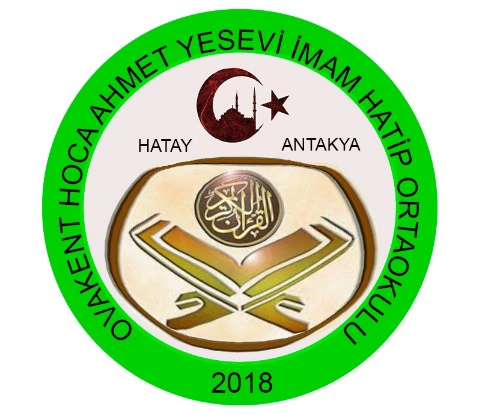 OVAKENT HOCA AHMET YESEVİ İMAM HATİP ORTAOKULU
HATAY
ANTAKYA
القرآن الكريم
2018